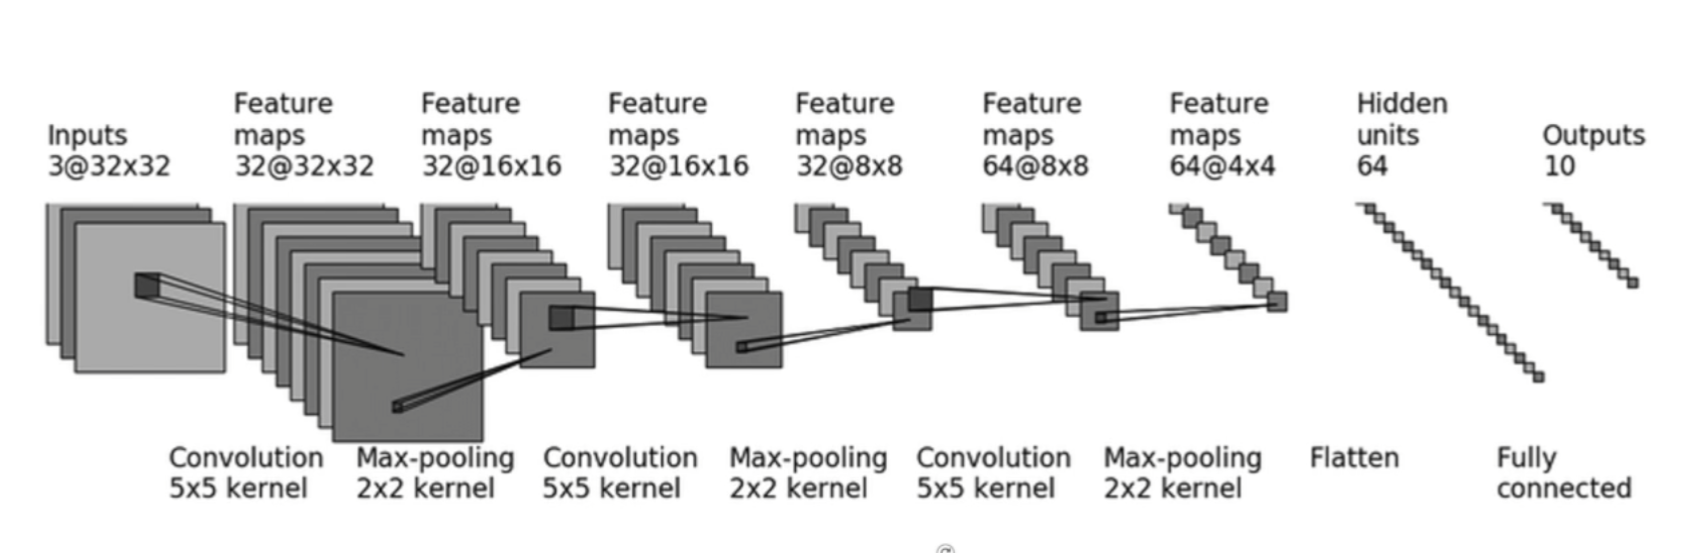 Inputs
3@32x32
Feature
maps
32@32x32
Feature
maps
32@16x16
Feature
maps
32@16x16
Feature
maps
32@8x8
Feature
maps
64@8x8
Feature
maps
64@4x4
Hidden
units
64
Outputs
10
Convolution
5x5 kernel
Max-pooling
2x2 kernel
Convolution
5x5 kernel
Max-pooling
2x2 kernel
Convolution
5x5 kernel
Max-pooling
2x2 kernel
Flatten
Fully
connected